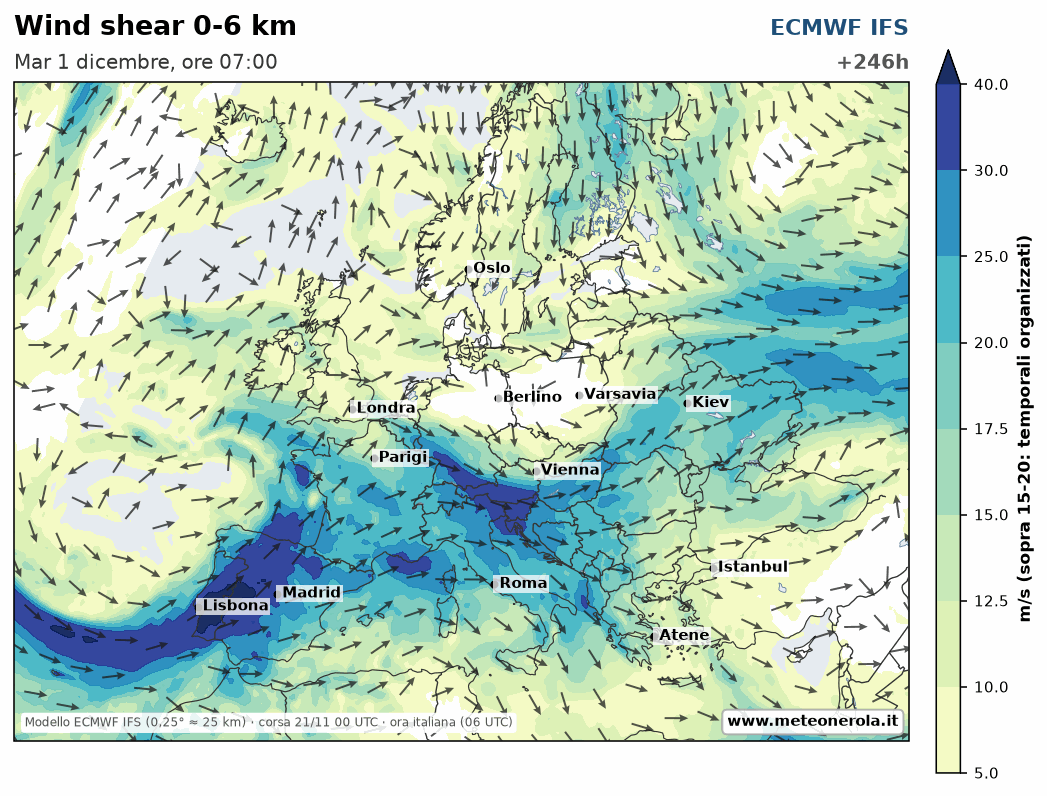 Wind shear 0-6 km
ECMWF IFS
Mar 1 dicembre, ore 07:00
+246h
40.0
30.0
25.0
20.0
17.5
15.0
12.5
10.0
5.0
m/s (sopra 15-20: temporali organizzati)
Oslo
Berlino
Varsavia
Kiev
Londra
Parigi
Vienna
Istanbul
Roma
Madrid
Lisbona
Atene
Modello ECMWF IFS (0,25° ≈ 25 km) · corsa 21/11 00 UTC · ora italiana (06 UTC)
www.meteonerola.it